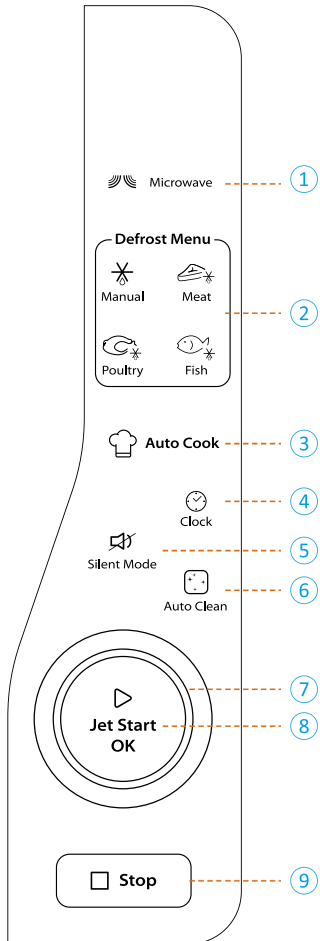 Microwave
1
Defrost Menu
Manual
Meat
2
Poultry
Fish
Auto Cook
3
Clock
4
Silent Mode
5
Auto Clean
6
7
Jet Start
OK
8
Stop
9